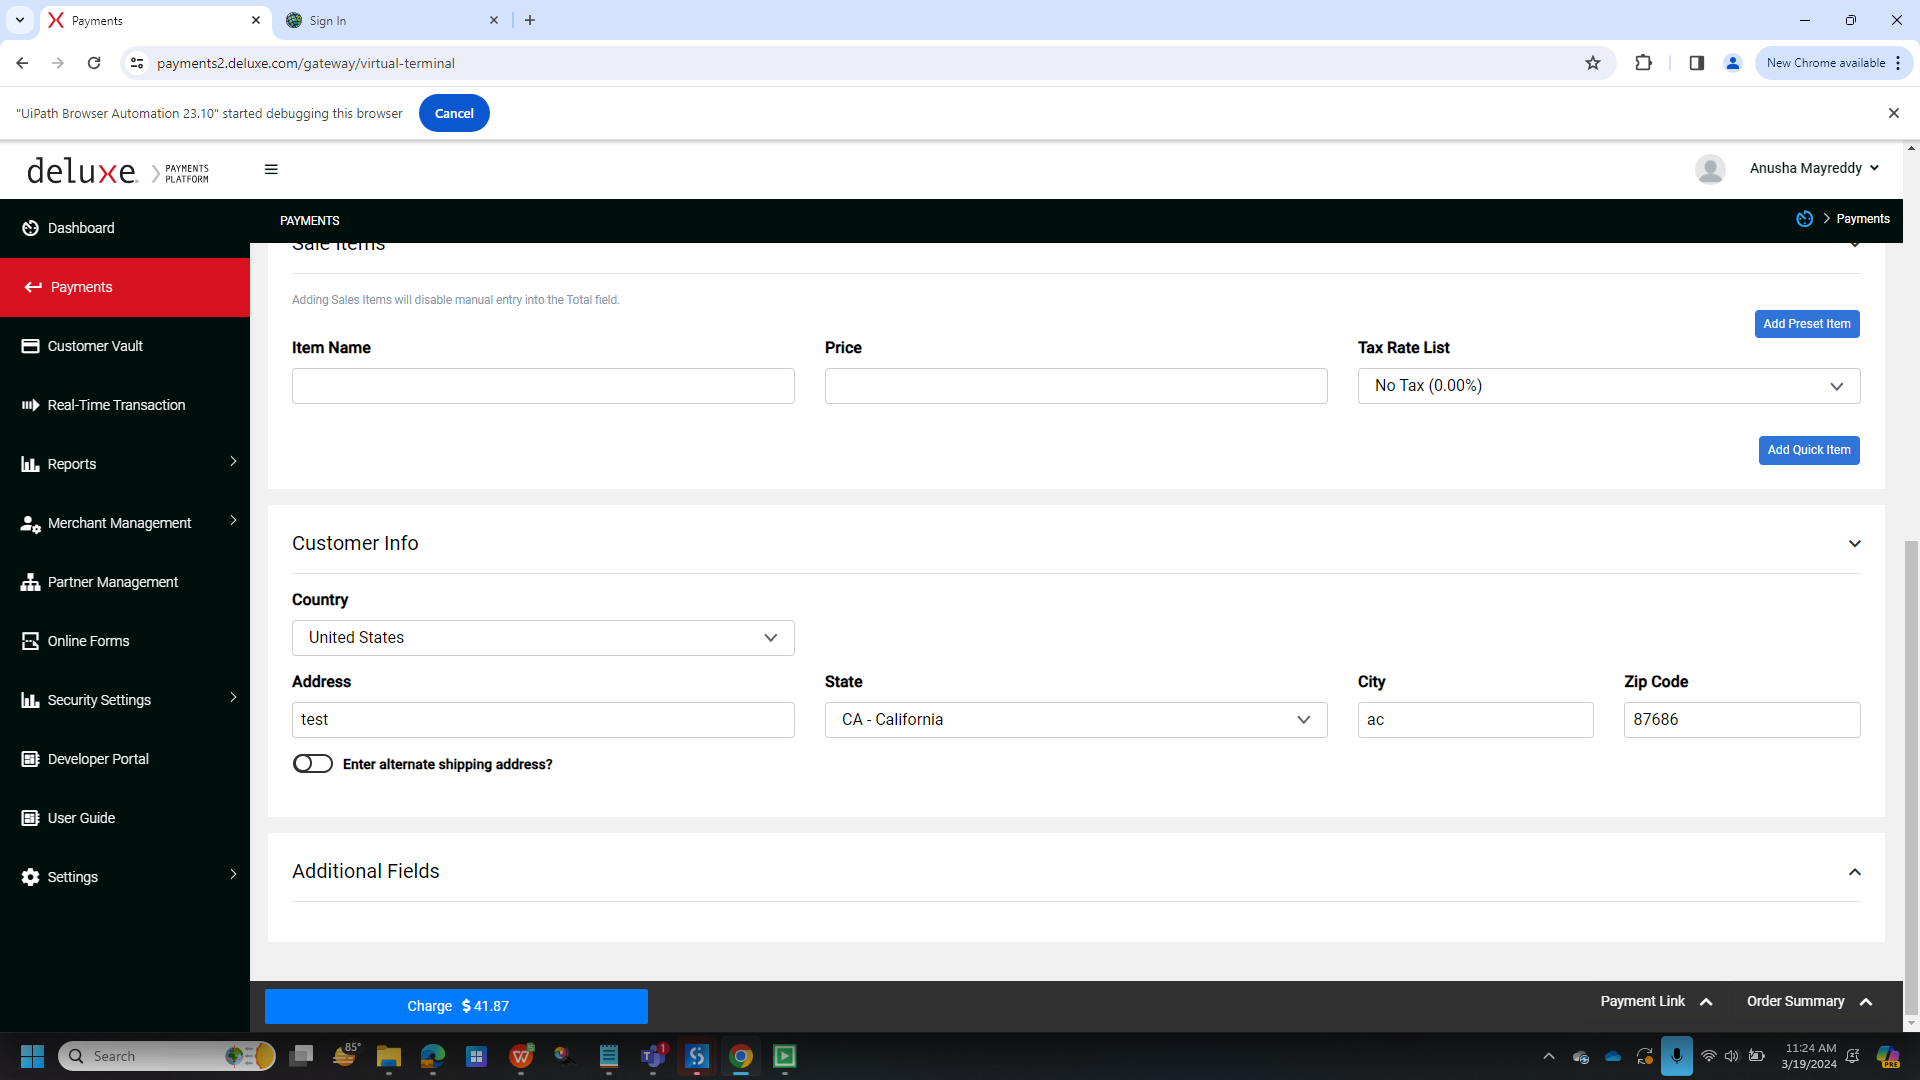 Payments
Sign In
payments2.deluxe.com/gateway/virtual-terminal
New Chrome available
"UiPath Browser Automation 23.10" started debugging this browser
Cancel
deluxe.
PAYMENTS
PLATFORM
Anusha Mayreddy
Dashboard
Payments
Customer Vault
Real-Time Transaction
Reports
Merchant Management
Partner Management
Online Forms
Security Settings
Developer Portal
User Guide
Settings
PAYMENTS
Payments
Sale Items
Adding Sales Items will disable manual entry into the Total field.
Add Preset Item
Item Name
Price
Tax Rate List
No Tax (0.00%)
Add Quick Item
Customer Info
Country
United States
Address
State
City
Zip Code
test
CA - California
ac
87686
Enter alternate shipping address?
Additional Fields
Charge $ 41.87
Payment Link
Order Summary
Search
85°
1
11:24 AM
3/19/2024
PRE